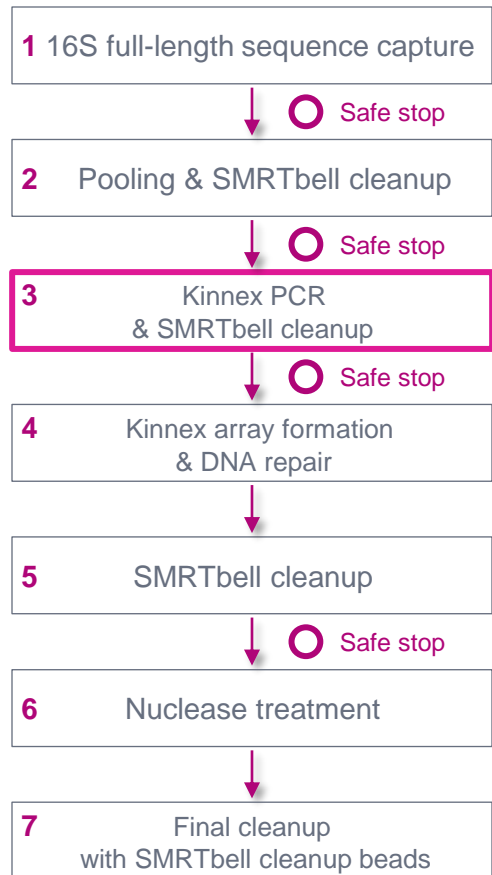 1 16S full-length sequence capture
Safe stop
2 Pooling & SMRTbell cleanup
Safe stop
3 Kinnex PCR
& SMRTbell cleanup
Safe stop
4 Kinnex array formation
& DNA repair
5 SMRTbell cleanup
Safe stop
6 Nuclease treatment
7 Final cleanup
with SMRTbell cleanup beads